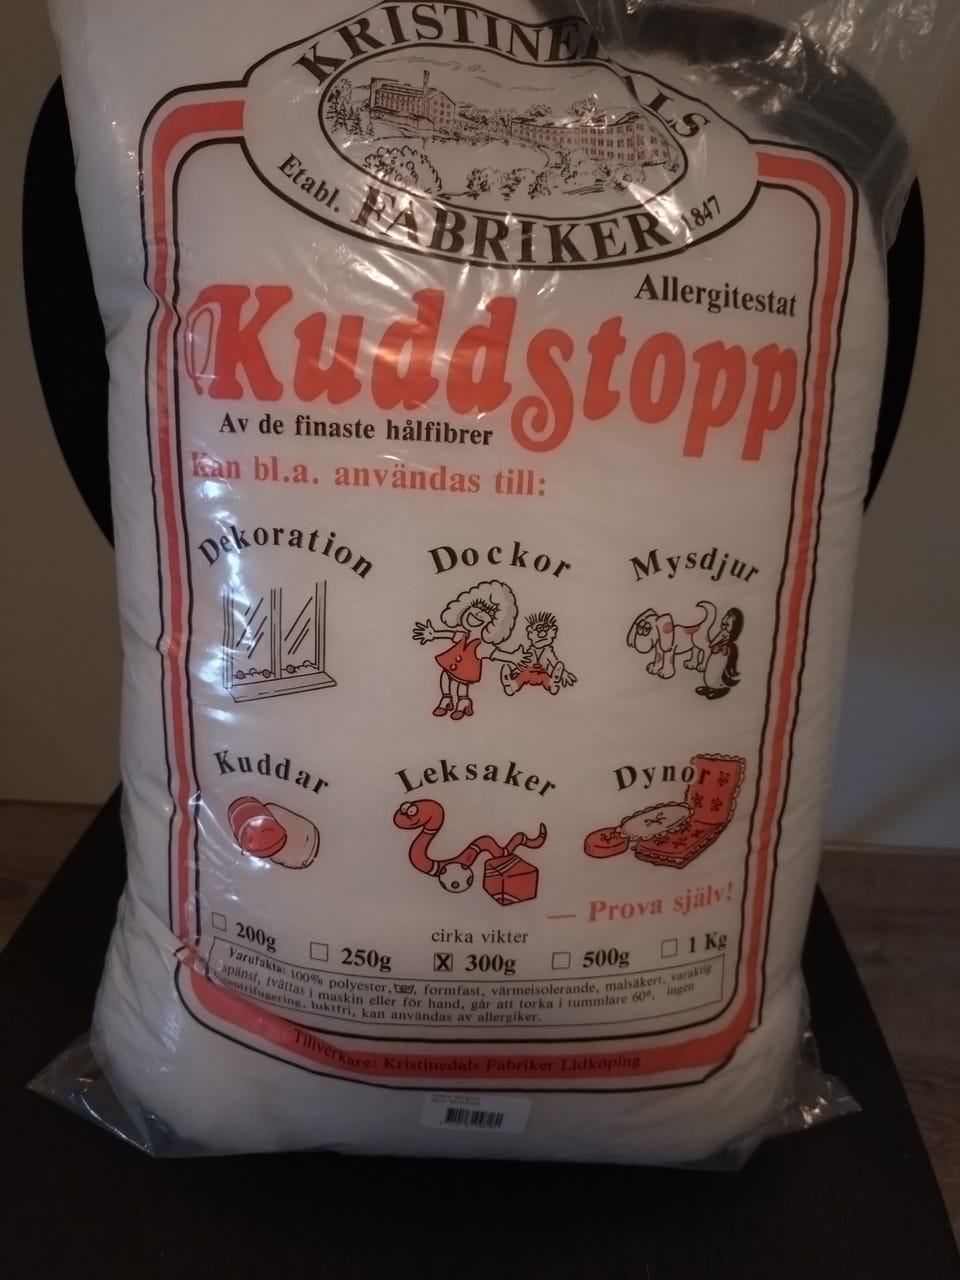 KRISTINEDALS
Etabl. FABRIKER 1847
Allergitestat
Kuddstopp
Av de finaste hålfibrer
Kan bl.a. användas till:
Dekoration Dockor Mysdjur
Kuddar Leksaker Dynor
— Prova själv!
cirka vikter
☐ 200g ☐ 250g ☒ 300g ☐ 500g ☐ 1 Kg
Varufakta: 100% polyester, formfast, värmeisolerande, malsäkert, varaktig
spänst, tvättas i maskin eller för hand, går att torka i tummlare 60°, ingen
centrifugering, luktfri, kan användas av allergiker.
Tillverkare: Kristinedals Fabriker Lidköping